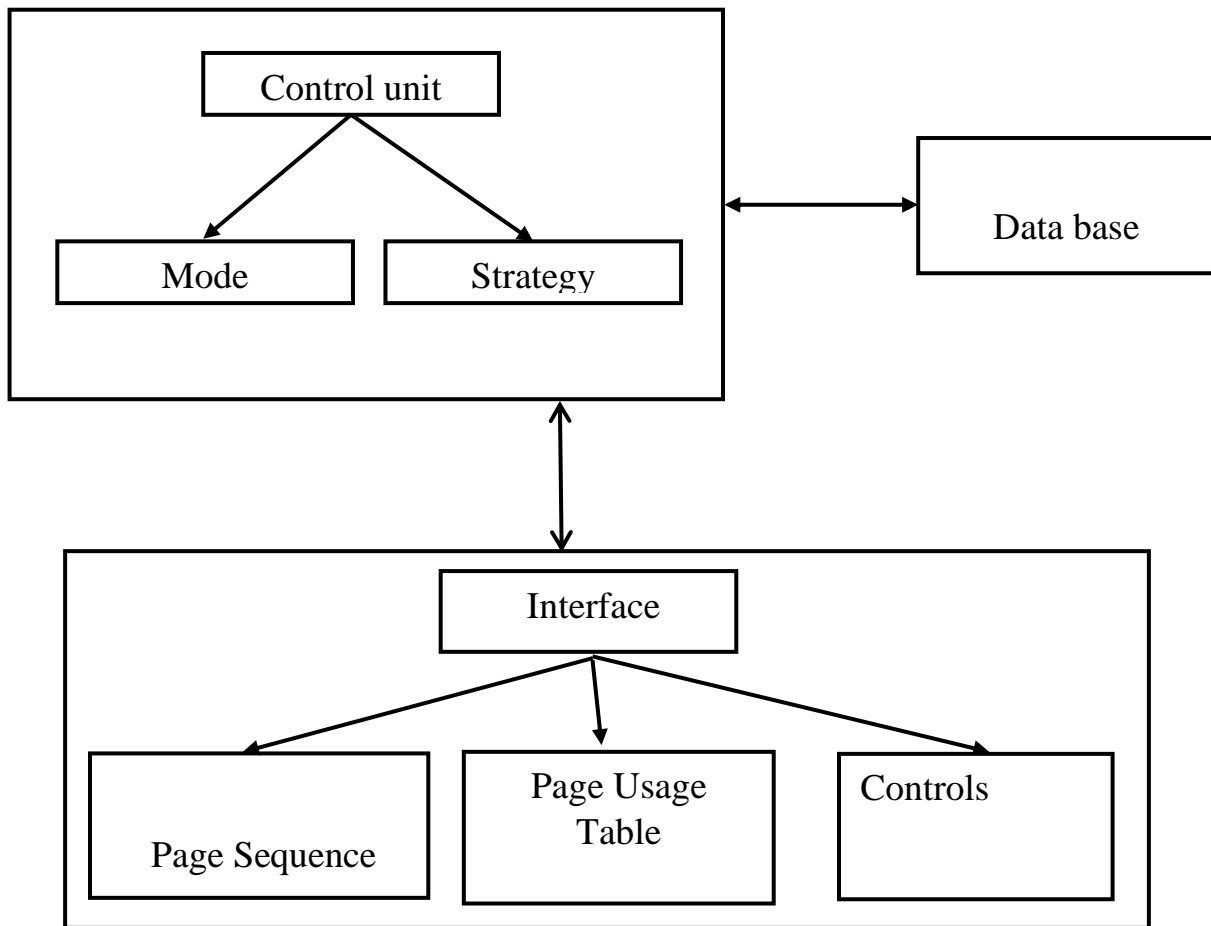 Control unit
Mode
Strategy
Data base
Interface
Page Sequence
Page Usage
Table
Controls